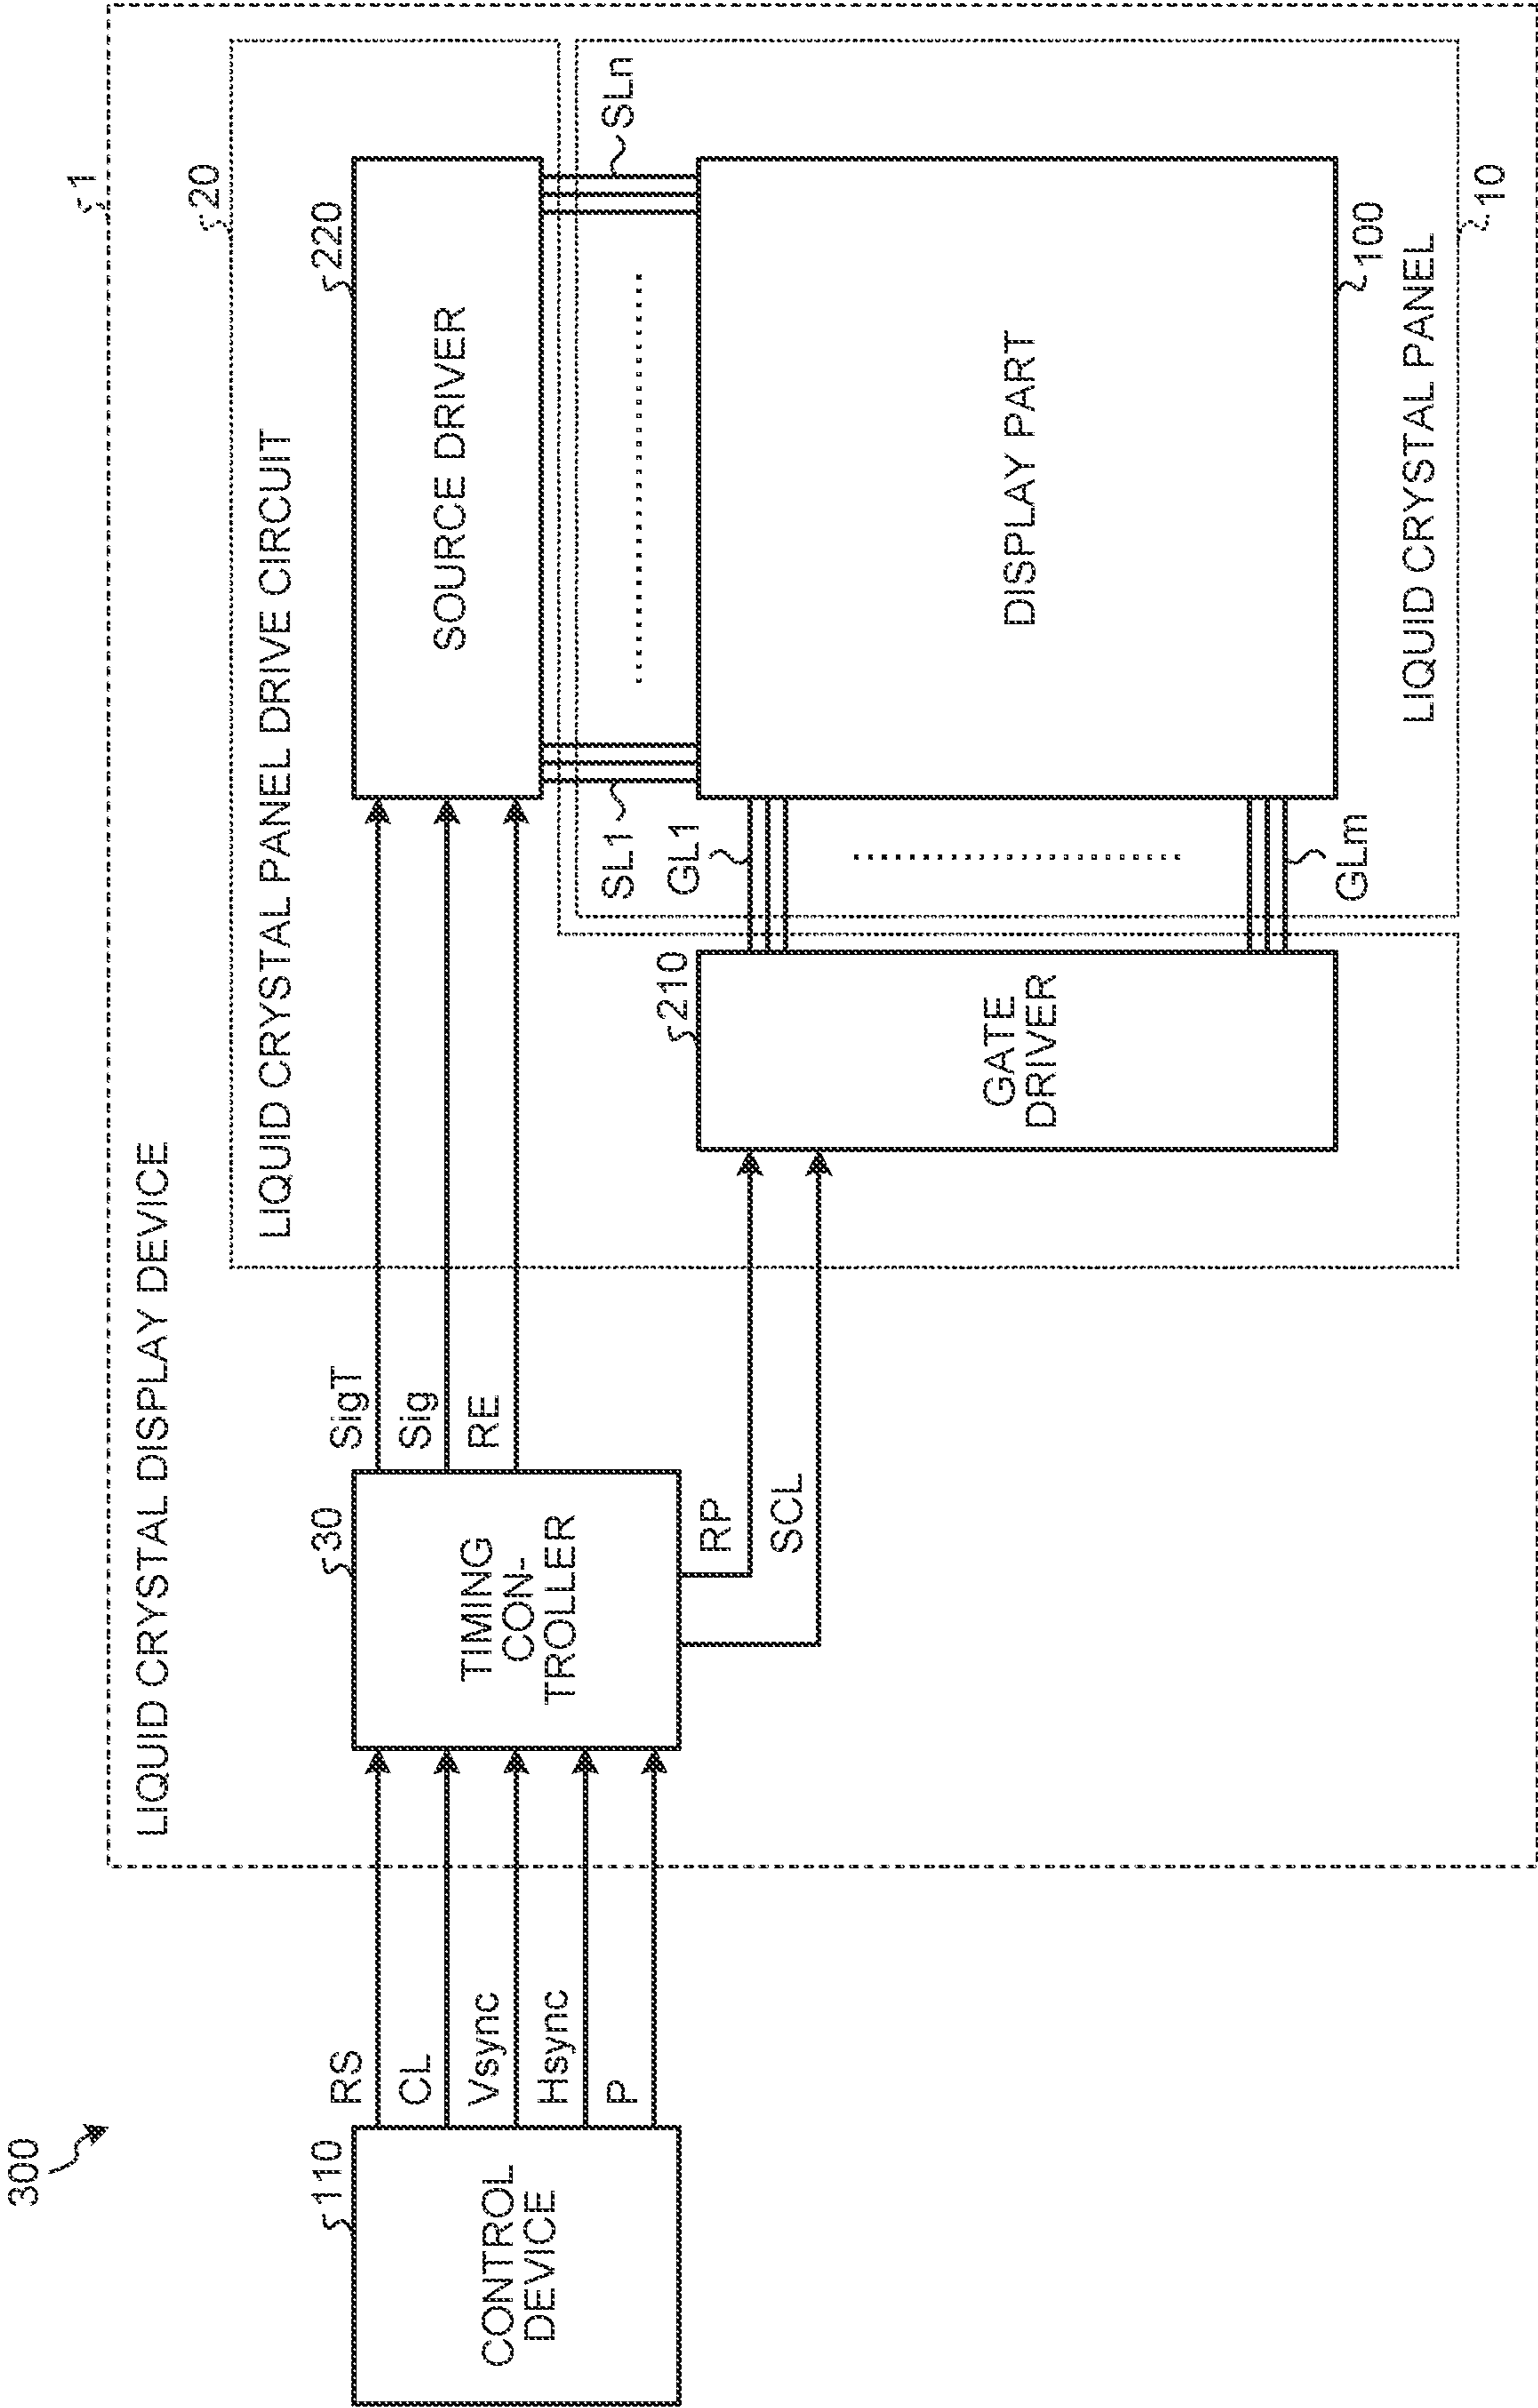 300
1
LIQUID CRYSTAL DISPLAY DEVICE
20
LIQUID CRYSTAL PANEL DRIVE CIRCUIT
110
CONTROL
DEVICE
RS
CL
Vsync
Hsync
P
30
TIMING
CON-
TROLLER
SigT
Sig
RE
RP
SCL
220
SOURCE DRIVER
SL1
SLn
GL1
GLm
210
GATE
DRIVER
DISPLAY PART
100
LIQUID CRYSTAL PANEL
10